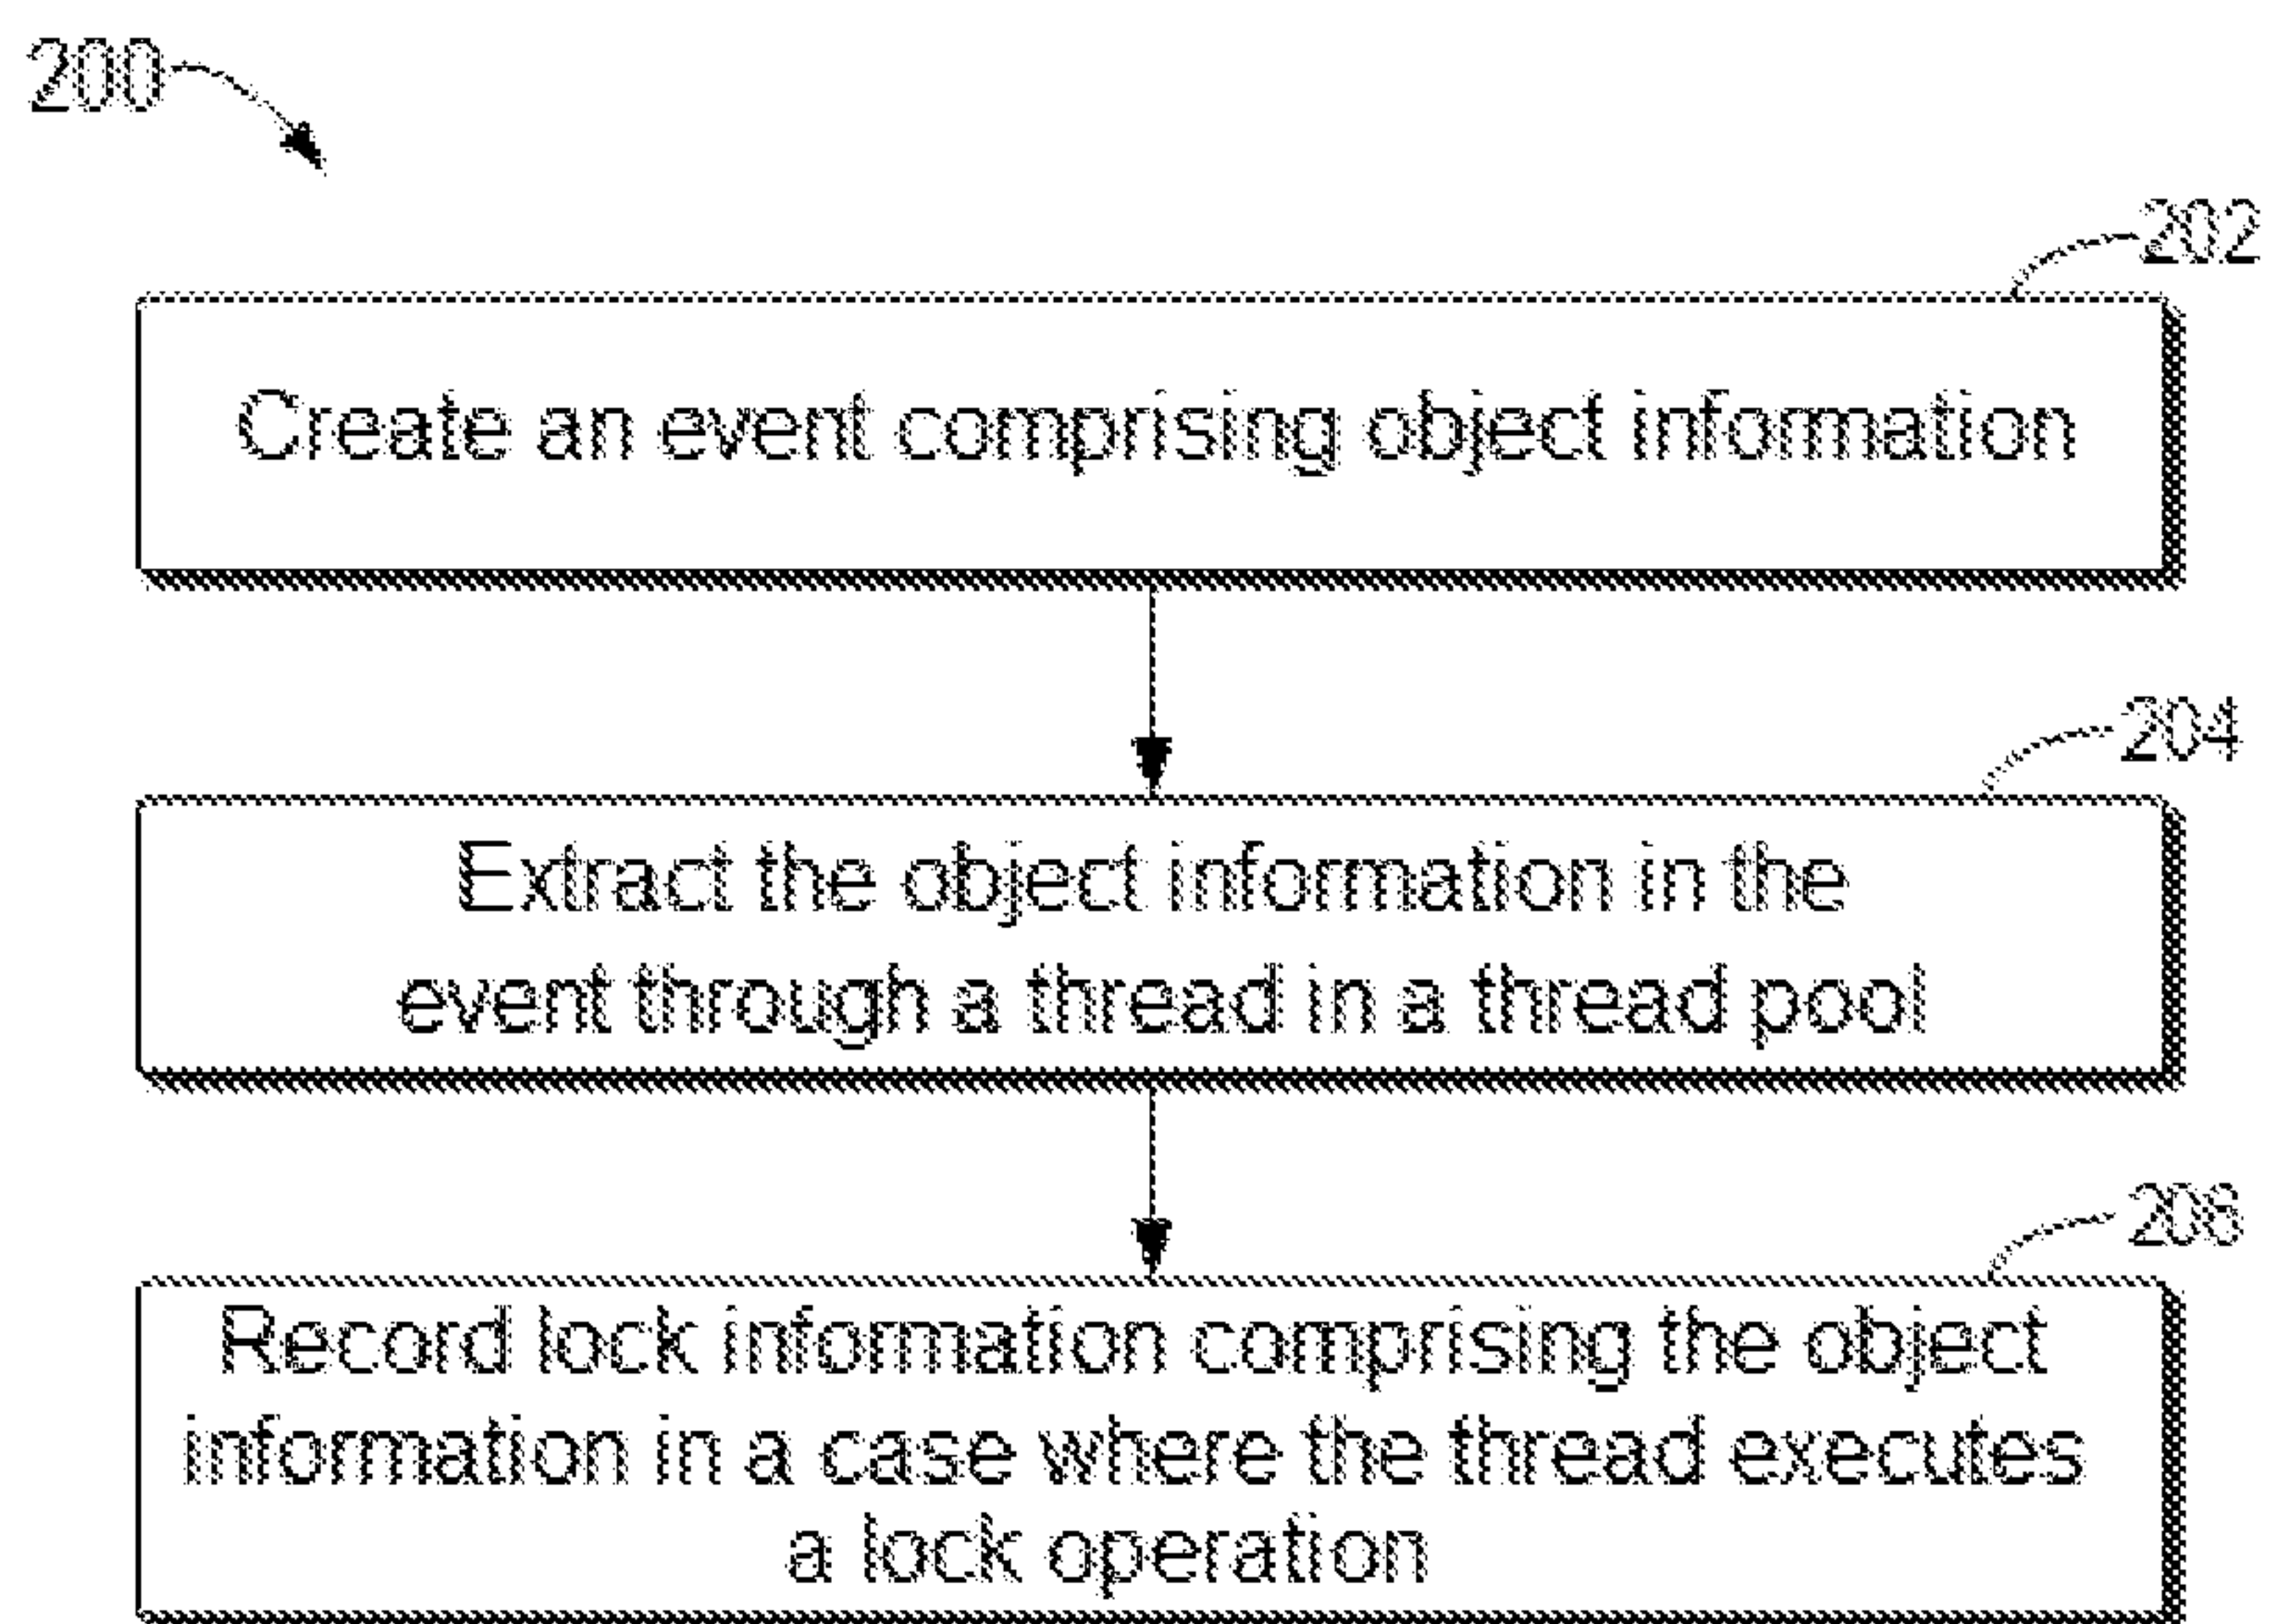 200
202
Create an event comprising object information
204
Extract the object information in the
event through a thread in a thread pool
206
Record lock information comprising the object
information in a case where the thread executes
a lock operation